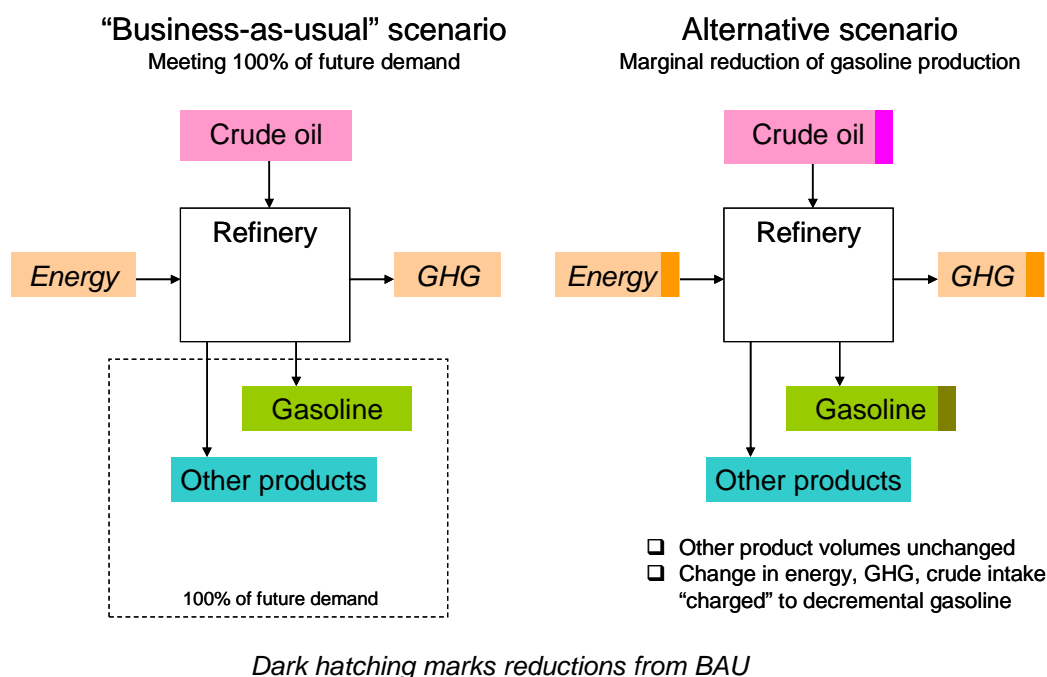 “Business-as-usual” scenario
Meeting 100% of future demand
Crude oil
Refinery
Energy
GHG
Gasoline
Other products
100% of future demand
Alternative scenario
Marginal reduction of gasoline production
Crude oil
Refinery
Energy
GHG
Gasoline
Other products
❑ Other product volumes unchanged
❑ Change in energy, GHG, crude intake
“charged” to decremental gasoline
Dark hatching marks reductions from BAU